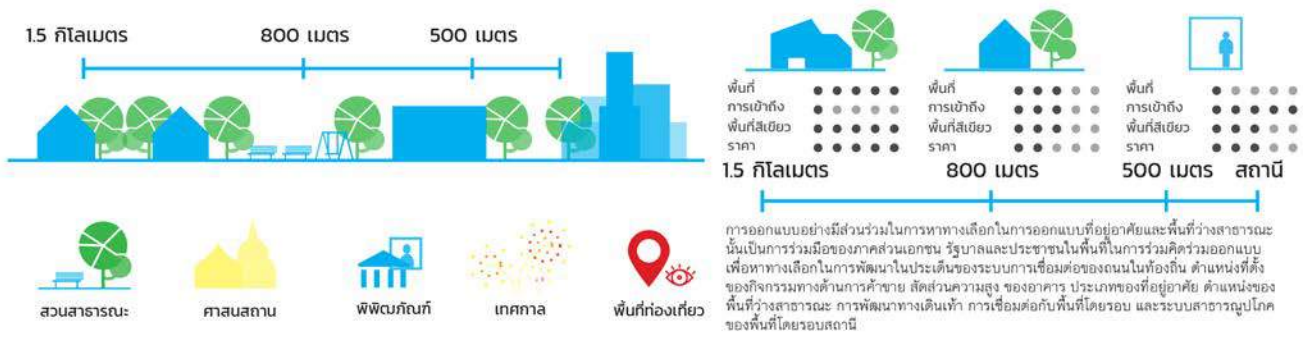 1.5 กิโลเมตร 800 เมตร 500 เมตร
สวนสาธารณะ ศาสนสถาน พิพิฒภัณฑ์ เทศกาล พื้นที่ท่องเที่ยว
พื้นที่ พื้นที่ พื้นที่
การเข้าถึง การเข้าถึง การเข้าถึง
พื้นที่สีเขียว พื้นที่สีเขียว พื้นที่สีเขียว
ราคา ราคา ราคา
1.5 กิโลเมตร 800 เมตร 500 เมตร สถานี
การออกแบบอย่างมีส่วนร่วมในการหาทางเลือกในการออกแบบที่อยู่อาศัยและพื้นที่ว่างสาธารณะ
นั้นเป็นการร่วมมือของภาคส่วนเอกชน รัฐบาลและประชาชนในพื้นที่ในการร่วมคิดร่วมออกแบบ
เพื่อหาทางเลือกในการพัฒนาในประเด็นของระบบการเชื่อมต่อของถนนในท้องถิ่น ตำแหน่งที่ตั้ง
ของกิจกรรมทางด้านการค้าขาย สัดส่วนความสูง ของอาคาร ประเภทของที่อยู่อาศัย ตำแหน่งของ
พื้นที่ว่างสาธารณะ การพัฒนาทางเดินเท้า การเชื่อมต่อกับพื้นที่โดยรอบ และระบบสาธารณูปโภค
ของพื้นที่โดยรอบสถานี